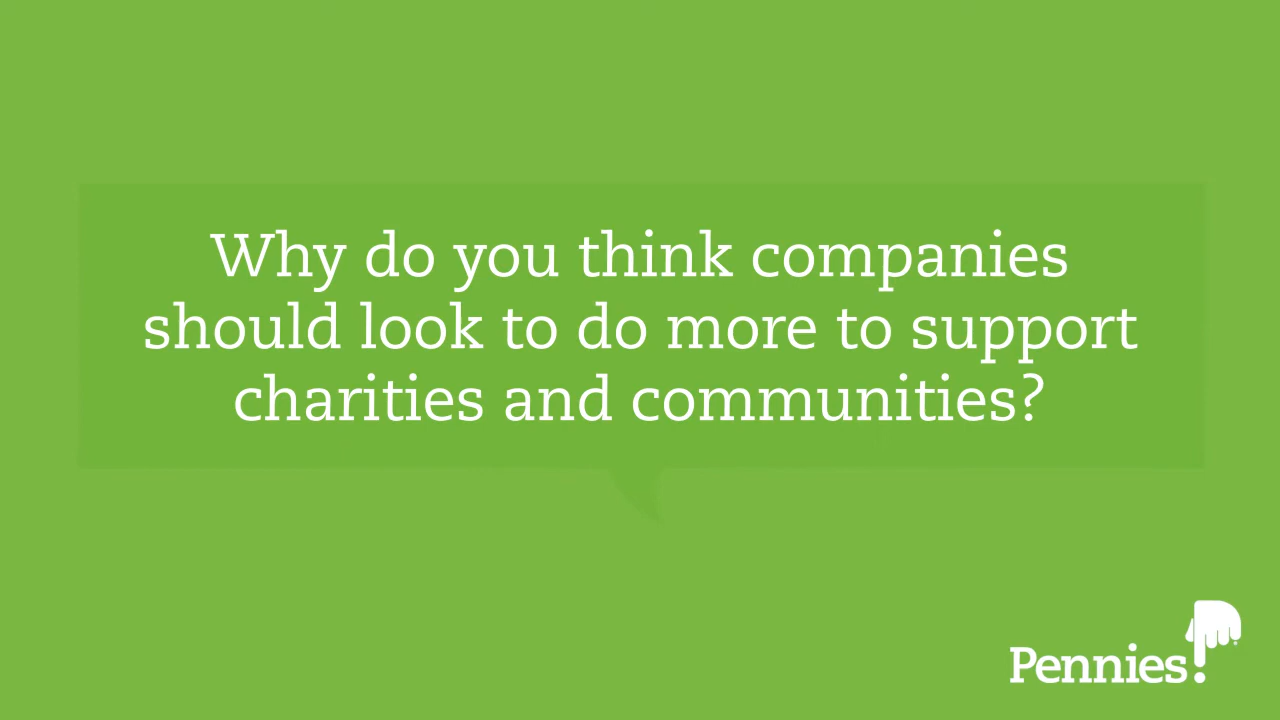 Why do you think companies
should look to do more to support
charities and communities?
Pennies